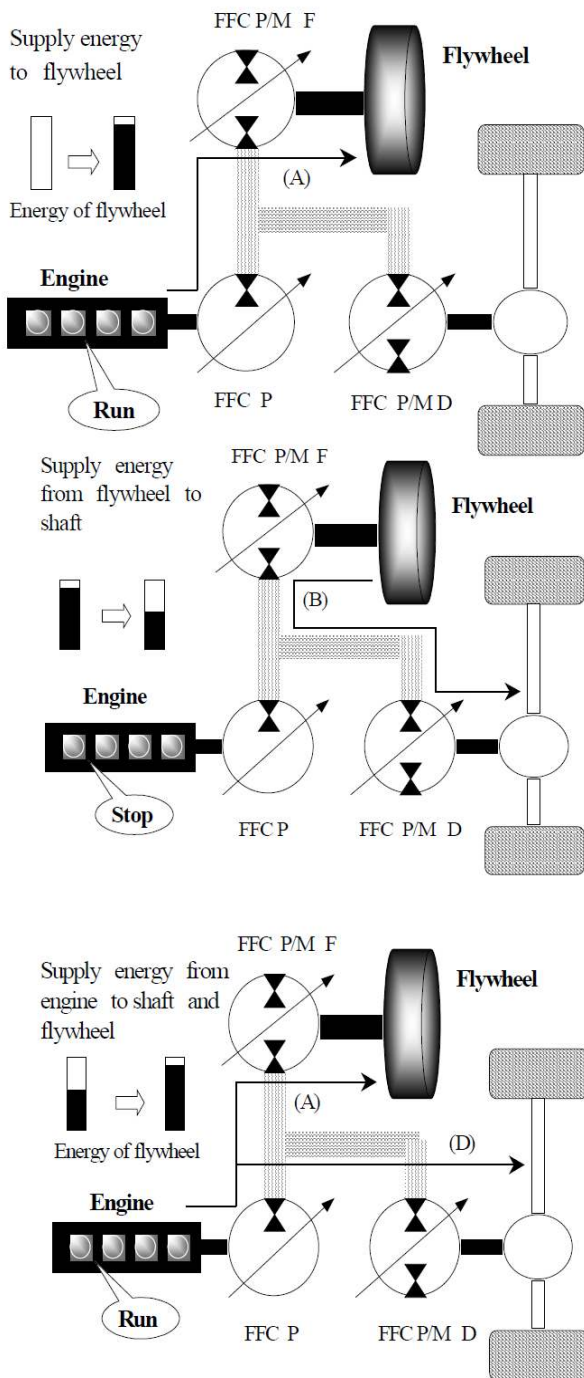 FFC P/M F
Supply energy
to flywheel
Flywheel
(A)
Energy of flywheel
Engine
Run
FFC P
FFC P/M D
Supply energy
from flywheel to
shaft
FFC P/M F
Flywheel
(B)
Engine
Stop
FFC P
FFC P/M D
FFC P/M F
Supply energy from
engine to shaft and
flywheel
Flywheel
(A)
Energy of flywheel
(D)
Engine
Run
FFC P
FFC P/M D